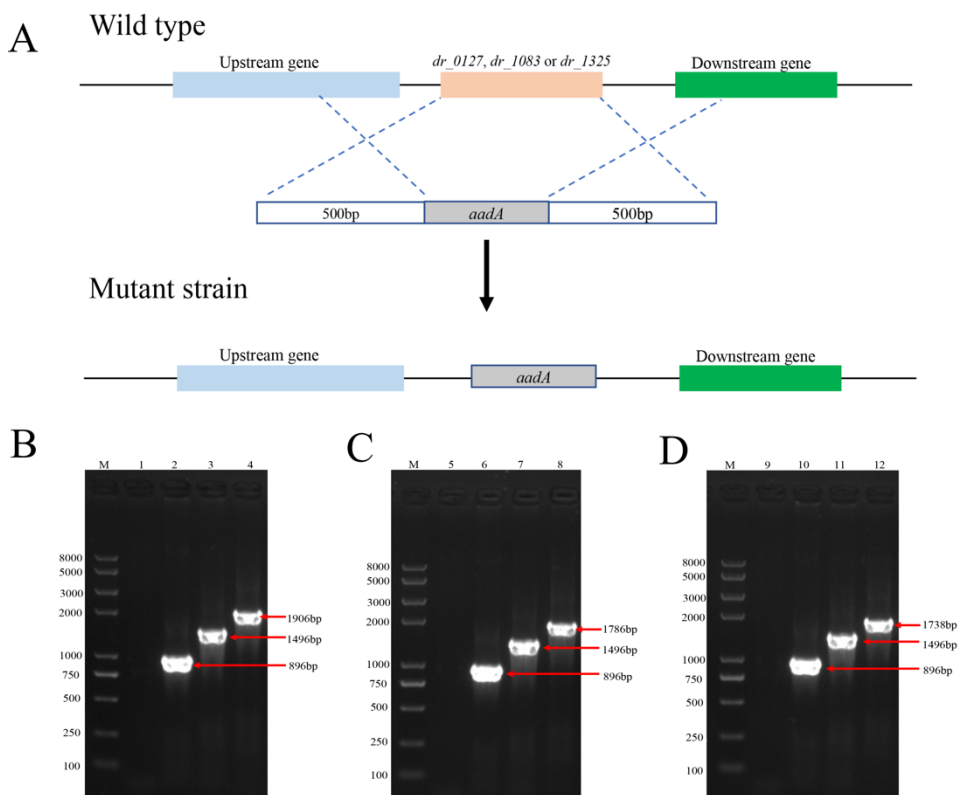 A
Wild type
Upstream gene
dr_0127, dr_1083 or dr_1325
Downstream gene
500bp
aadA
500bp
Mutant strain
Upstream gene
aadA
Downstream gene
B
M 1 2 3 4
8000
5000
3000
2000
1000
750
500
250
100
1906bp
1496bp
896bp
C
M 5 6 7 8
8000
5000
3000
2000
1000
750
500
250
100
1786bp
1496bp
896bp
D
M 9 10 11 12
8000
5000
3000
2000
1000
750
500
250
100
1738bp
1496bp
896bp